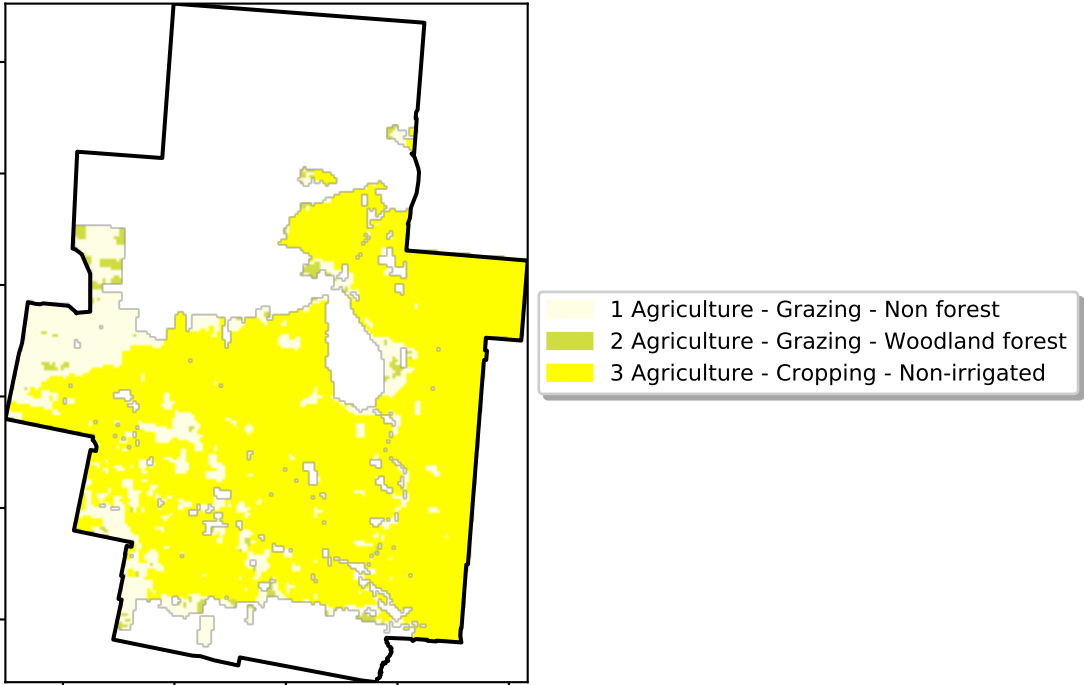 1 Agriculture - Grazing - Non forest
2 Agriculture - Grazing - Woodland forest
3 Agriculture - Cropping - Non-irrigated